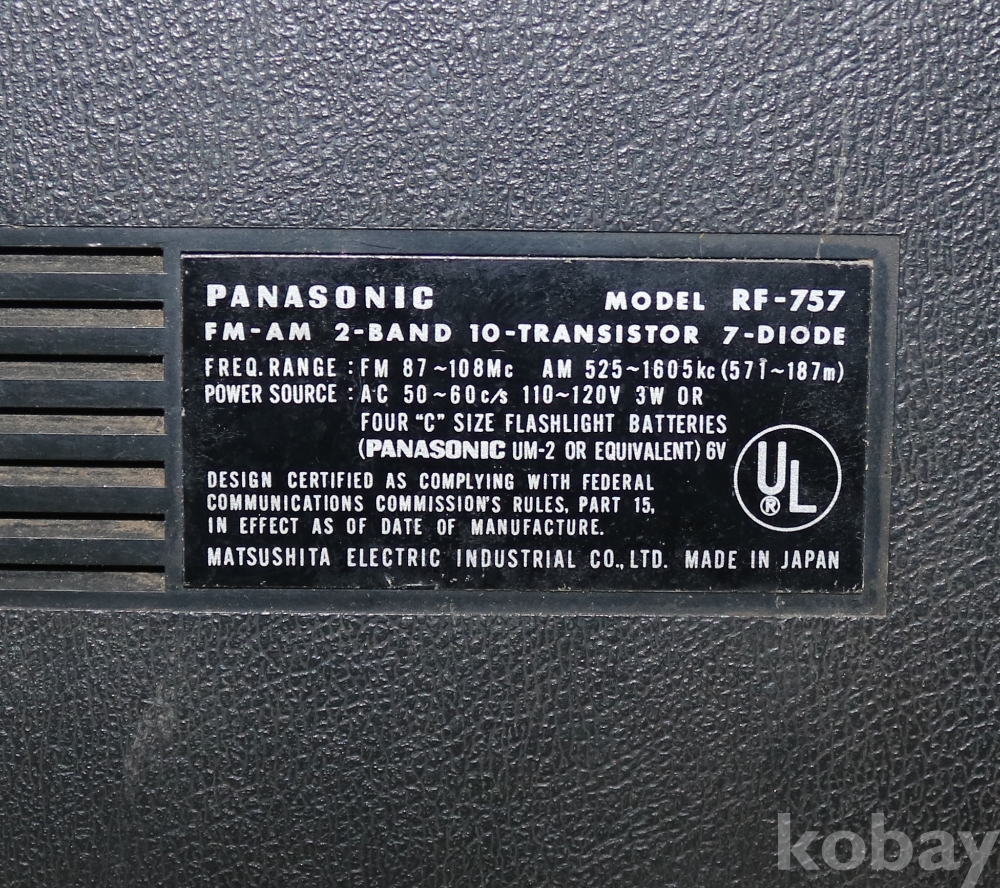 PANASONIC MODEL RF-757
FM-AM 2-BAND 10-TRANSISTOR 7-DIODE
FREQ. RANGE : FM 87~108Mc AM 525~1605kc (571~187m)
POWER SOURCE : AC 50~60c/s 110~120V 3W OR
FOUR "C" SIZE FLASHLIGHT BATTERIES
(PANASONIC UM-2 OR EQUIVALENT) 6V
UL®
DESIGN CERTIFIED AS COMPLYING WITH FEDERAL
COMMUNICATIONS COMMISSION'S RULES, PART 15,
IN EFFECT AS OF DATE OF MANUFACTURE.
MATSUSHITA ELECTRIC INDUSTRIAL CO., LTD. MADE IN JAPAN
kobay